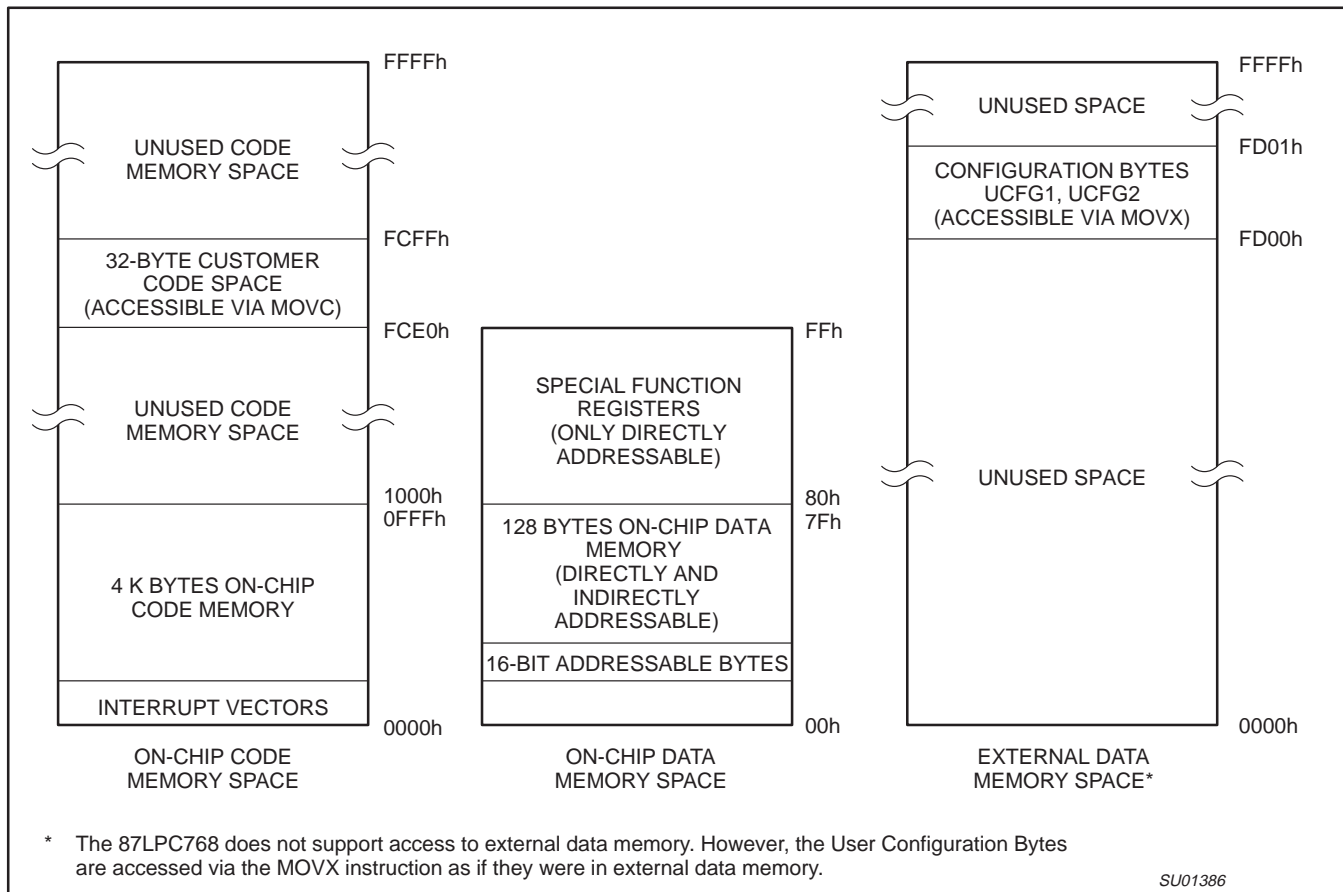 FFFFh
UNUSED CODE
MEMORY SPACE
FCFFh
32-BYTE CUSTOMER
CODE SPACE
(ACCESSIBLE VIA MOVC)
FCE0h
UNUSED CODE
MEMORY SPACE
1000h
0FFFh
4 K BYTES ON-CHIP
CODE MEMORY
INTERRUPT VECTORS
0000h
ON-CHIP CODE
MEMORY SPACE
FFh
SPECIAL FUNCTION
REGISTERS
(ONLY DIRECTLY
ADDRESSABLE)
80h
7Fh
128 BYTES ON-CHIP DATA
MEMORY
(DIRECTLY AND
INDIRECTLY
ADDRESSABLE)
16-BIT ADDRESSABLE BYTES
00h
ON-CHIP DATA
MEMORY SPACE
FFFFh
UNUSED SPACE
FD01h
CONFIGURATION BYTES
UCFG1, UCFG2
(ACCESSIBLE VIA MOVX)
FD00h
UNUSED SPACE
0000h
EXTERNAL DATA
MEMORY SPACE*
* The 87LPC768 does not support access to external data memory. However, the User Configuration Bytes
are accessed via the MOVX instruction as if they were in external data memory.
SU01386